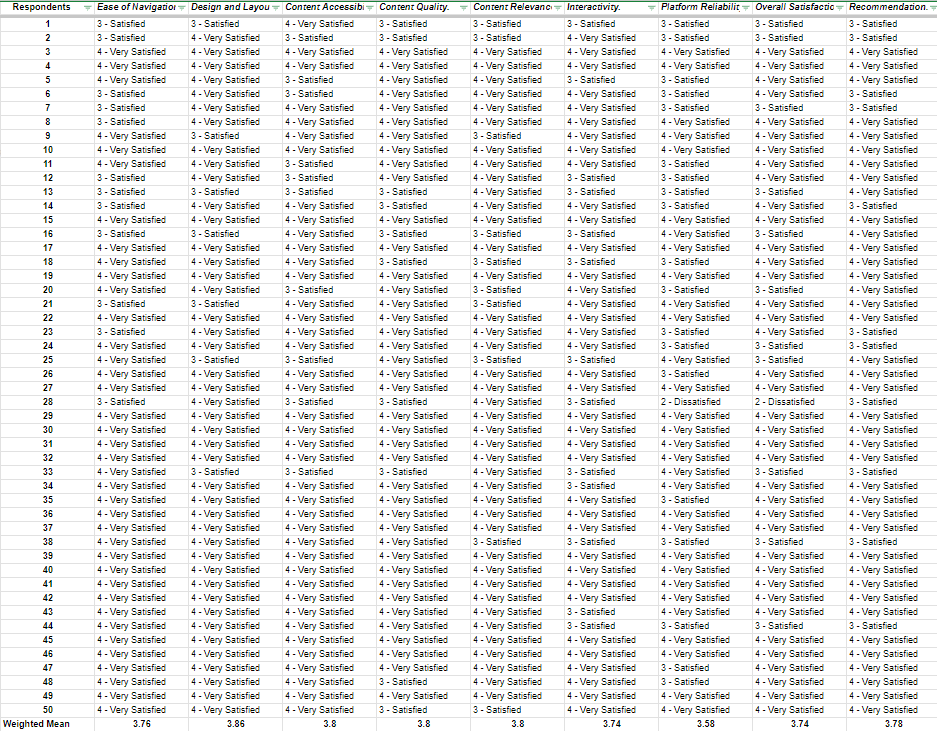 Respondents Ease of Navigation Design and Layou Content Accessibi Content Quality. Content Relevanc Interactivity. Platform Reliabilit Overall Satisfactio Recommendation.
1 3 - Satisfied 3 - Satisfied 4 - Very Satisfied 3 - Satisfied 3 - Satisfied 3 - Satisfied 3 - Satisfied 3 - Satisfied 3 - Satisfied
2 3 - Satisfied 4 - Very Satisfied 3 - Satisfied 3 - Satisfied 3 - Satisfied 4 - Very Satisfied 3 - Satisfied 3 - Satisfied 3 - Satisfied
3 4 - Very Satisfied 4 - Very Satisfied 4 - Very Satisfied 4 - Very Satisfied 4 - Very Satisfied 4 - Very Satisfied 4 - Very Satisfied 4 - Very Satisfied 4 - Very Satisfied
4 4 - Very Satisfied 4 - Very Satisfied 4 - Very Satisfied 4 - Very Satisfied 4 - Very Satisfied 4 - Very Satisfied 4 - Very Satisfied 4 - Very Satisfied 4 - Very Satisfied
5 4 - Very Satisfied 4 - Very Satisfied 3 - Satisfied 4 - Very Satisfied 4 - Very Satisfied 3 - Satisfied 3 - Satisfied 4 - Very Satisfied 4 - Very Satisfied
6 3 - Satisfied 4 - Very Satisfied 3 - Satisfied 4 - Very Satisfied 4 - Very Satisfied 4 - Very Satisfied 3 - Satisfied 4 - Very Satisfied 3 - Satisfied
7 3 - Satisfied 4 - Very Satisfied 4 - Very Satisfied 4 - Very Satisfied 4 - Very Satisfied 4 - Very Satisfied 4 - Very Satisfied 3 - Satisfied 3 - Satisfied
8 3 - Satisfied 4 - Very Satisfied 4 - Very Satisfied 4 - Very Satisfied 4 - Very Satisfied 4 - Very Satisfied 4 - Very Satisfied 4 - Very Satisfied 4 - Very Satisfied
9 4 - Very Satisfied 3 - Satisfied 4 - Very Satisfied 4 - Very Satisfied 3 - Satisfied 4 - Very Satisfied 4 - Very Satisfied 4 - Very Satisfied 4 - Very Satisfied
10 4 - Very Satisfied 4 - Very Satisfied 4 - Very Satisfied 4 - Very Satisfied 4 - Very Satisfied 4 - Very Satisfied 4 - Very Satisfied 4 - Very Satisfied 4 - Very Satisfied
11 4 - Very Satisfied 4 - Very Satisfied 3 - Satisfied 4 - Very Satisfied 4 - Very Satisfied 4 - Very Satisfied 3 - Satisfied 4 - Very Satisfied 4 - Very Satisfied
12 3 - Satisfied 4 - Very Satisfied 3 - Satisfied 4 - Very Satisfied 4 - Very Satisfied 3 - Satisfied 3 - Satisfied 4 - Very Satisfied 4 - Very Satisfied
13 3 - Satisfied 3 - Satisfied 3 - Satisfied 3 - Satisfied 4 - Very Satisfied 3 - Satisfied 3 - Satisfied 3 - Satisfied 4 - Very Satisfied
14 3 - Satisfied 4 - Very Satisfied 4 - Very Satisfied 3 - Satisfied 4 - Very Satisfied 4 - Very Satisfied 3 - Satisfied 4 - Very Satisfied 3 - Satisfied
15 4 - Very Satisfied 4 - Very Satisfied 4 - Very Satisfied 4 - Very Satisfied 4 - Very Satisfied 4 - Very Satisfied 4 - Very Satisfied 4 - Very Satisfied 4 - Very Satisfied
16 3 - Satisfied 3 - Satisfied 4 - Very Satisfied 3 - Satisfied 3 - Satisfied 3 - Satisfied 4 - Very Satisfied 3 - Satisfied 4 - Very Satisfied
17 4 - Very Satisfied 4 - Very Satisfied 4 - Very Satisfied 4 - Very Satisfied 4 - Very Satisfied 4 - Very Satisfied 4 - Very Satisfied 4 - Very Satisfied 4 - Very Satisfied
18 4 - Very Satisfied 4 - Very Satisfied 4 - Very Satisfied 3 - Satisfied 3 - Satisfied 3 - Satisfied 3 - Satisfied 4 - Very Satisfied 4 - Very Satisfied
19 4 - Very Satisfied 4 - Very Satisfied 4 - Very Satisfied 4 - Very Satisfied 4 - Very Satisfied 4 - Very Satisfied 4 - Very Satisfied 4 - Very Satisfied 4 - Very Satisfied
20 4 - Very Satisfied 4 - Very Satisfied 3 - Satisfied 4 - Very Satisfied 3 - Satisfied 4 - Very Satisfied 3 - Satisfied 3 - Satisfied 4 - Very Satisfied
21 3 - Satisfied 3 - Satisfied 4 - Very Satisfied 4 - Very Satisfied 3 - Satisfied 4 - Very Satisfied 4 - Very Satisfied 4 - Very Satisfied 4 - Very Satisfied
22 4 - Very Satisfied 4 - Very Satisfied 4 - Very Satisfied 4 - Very Satisfied 4 - Very Satisfied 4 - Very Satisfied 4 - Very Satisfied 4 - Very Satisfied 4 - Very Satisfied
23 3 - Satisfied 4 - Very Satisfied 4 - Very Satisfied 4 - Very Satisfied 4 - Very Satisfied 4 - Very Satisfied 3 - Satisfied 4 - Very Satisfied 3 - Satisfied
24 4 - Very Satisfied 4 - Very Satisfied 4 - Very Satisfied 4 - Very Satisfied 4 - Very Satisfied 4 - Very Satisfied 3 - Satisfied 3 - Satisfied 3 - Satisfied
25 4 - Very Satisfied 3 - Satisfied 3 - Satisfied 4 - Very Satisfied 3 - Satisfied 3 - Satisfied 4 - Very Satisfied 3 - Satisfied 4 - Very Satisfied
26 4 - Very Satisfied 4 - Very Satisfied 4 - Very Satisfied 4 - Very Satisfied 4 - Very Satisfied 4 - Very Satisfied 3 - Satisfied 4 - Very Satisfied 4 - Very Satisfied
27 4 - Very Satisfied 4 - Very Satisfied 4 - Very Satisfied 4 - Very Satisfied 4 - Very Satisfied 4 - Very Satisfied 4 - Very Satisfied 4 - Very Satisfied 4 - Very Satisfied
28 3 - Satisfied 4 - Very Satisfied 3 - Satisfied 3 - Satisfied 4 - Very Satisfied 3 - Satisfied 2 - Dissatisfied 2 - Dissatisfied 3 - Satisfied
29 4 - Very Satisfied 4 - Very Satisfied 4 - Very Satisfied 4 - Very Satisfied 4 - Very Satisfied 4 - Very Satisfied 4 - Very Satisfied 4 - Very Satisfied 4 - Very Satisfied
30 4 - Very Satisfied 4 - Very Satisfied 4 - Very Satisfied 4 - Very Satisfied 4 - Very Satisfied 4 - Very Satisfied 4 - Very Satisfied 4 - Very Satisfied 4 - Very Satisfied
31 4 - Very Satisfied 4 - Very Satisfied 4 - Very Satisfied 4 - Very Satisfied 4 - Very Satisfied 4 - Very Satisfied 4 - Very Satisfied 4 - Very Satisfied 4 - Very Satisfied
32 4 - Very Satisfied 4 - Very Satisfied 4 - Very Satisfied 4 - Very Satisfied 4 - Very Satisfied 4 - Very Satisfied 4 - Very Satisfied 4 - Very Satisfied 4 - Very Satisfied
33 4 - Very Satisfied 3 - Satisfied 3 - Satisfied 3 - Satisfied 4 - Very Satisfied 3 - Satisfied 4 - Very Satisfied 3 - Satisfied 3 - Satisfied
34 4 - Very Satisfied 4 - Very Satisfied 4 - Very Satisfied 4 - Very Satisfied 4 - Very Satisfied 3 - Satisfied 4 - Very Satisfied 4 - Very Satisfied 4 - Very Satisfied
35 4 - Very Satisfied 4 - Very Satisfied 4 - Very Satisfied 4 - Very Satisfied 4 - Very Satisfied 4 - Very Satisfied 3 - Satisfied 4 - Very Satisfied 4 - Very Satisfied
36 4 - Very Satisfied 4 - Very Satisfied 4 - Very Satisfied 4 - Very Satisfied 4 - Very Satisfied 4 - Very Satisfied 4 - Very Satisfied 4 - Very Satisfied 4 - Very Satisfied
37 4 - Very Satisfied 4 - Very Satisfied 4 - Very Satisfied 4 - Very Satisfied 4 - Very Satisfied 4 - Very Satisfied 4 - Very Satisfied 4 - Very Satisfied 4 - Very Satisfied
38 4 - Very Satisfied 4 - Very Satisfied 4 - Very Satisfied 4 - Very Satisfied 3 - Satisfied 3 - Satisfied 3 - Satisfied 3 - Satisfied 3 - Satisfied
39 4 - Very Satisfied 4 - Very Satisfied 4 - Very Satisfied 4 - Very Satisfied 4 - Very Satisfied 4 - Very Satisfied 4 - Very Satisfied 4 - Very Satisfied 4 - Very Satisfied
40 4 - Very Satisfied 4 - Very Satisfied 4 - Very Satisfied 4 - Very Satisfied 4 - Very Satisfied 4 - Very Satisfied 4 - Very Satisfied 4 - Very Satisfied 4 - Very Satisfied
41 4 - Very Satisfied 4 - Very Satisfied 4 - Very Satisfied 4 - Very Satisfied 4 - Very Satisfied 4 - Very Satisfied 4 - Very Satisfied 4 - Very Satisfied 4 - Very Satisfied
42 4 - Very Satisfied 4 - Very Satisfied 4 - Very Satisfied 4 - Very Satisfied 4 - Very Satisfied 4 - Very Satisfied 4 - Very Satisfied 4 - Very Satisfied 4 - Very Satisfied
43 4 - Very Satisfied 4 - Very Satisfied 4 - Very Satisfied 4 - Very Satisfied 4 - Very Satisfied 3 - Satisfied 4 - Very Satisfied 4 - Very Satisfied 4 - Very Satisfied
44 4 - Very Satisfied 4 - Very Satisfied 4 - Very Satisfied 4 - Very Satisfied 3 - Satisfied 3 - Satisfied 3 - Satisfied 3 - Satisfied 3 - Satisfied
45 4 - Very Satisfied 4 - Very Satisfied 4 - Very Satisfied 4 - Very Satisfied 4 - Very Satisfied 4 - Very Satisfied 4 - Very Satisfied 4 - Very Satisfied 4 - Very Satisfied
46 4 - Very Satisfied 4 - Very Satisfied 4 - Very Satisfied 4 - Very Satisfied 4 - Very Satisfied 4 - Very Satisfied 4 - Very Satisfied 4 - Very Satisfied 4 - Very Satisfied
47 4 - Very Satisfied 4 - Very Satisfied 4 - Very Satisfied 4 - Very Satisfied 4 - Very Satisfied 4 - Very Satisfied 3 - Satisfied 4 - Very Satisfied 4 - Very Satisfied
48 4 - Very Satisfied 4 - Very Satisfied 4 - Very Satisfied 3 - Satisfied 4 - Very Satisfied 4 - Very Satisfied 3 - Satisfied 4 - Very Satisfied 4 - Very Satisfied
49 4 - Very Satisfied 4 - Very Satisfied 4 - Very Satisfied 4 - Very Satisfied 4 - Very Satisfied 4 - Very Satisfied 4 - Very Satisfied 4 - Very Satisfied 4 - Very Satisfied
50 4 - Very Satisfied 4 - Very Satisfied 4 - Very Satisfied 3 - Satisfied 3 - Satisfied 4 - Very Satisfied 4 - Very Satisfied 4 - Very Satisfied 4 - Very Satisfied
Weighted Mean 3.76 3.86 3.8 3.8 3.8 3.74 3.58 3.74 3.78